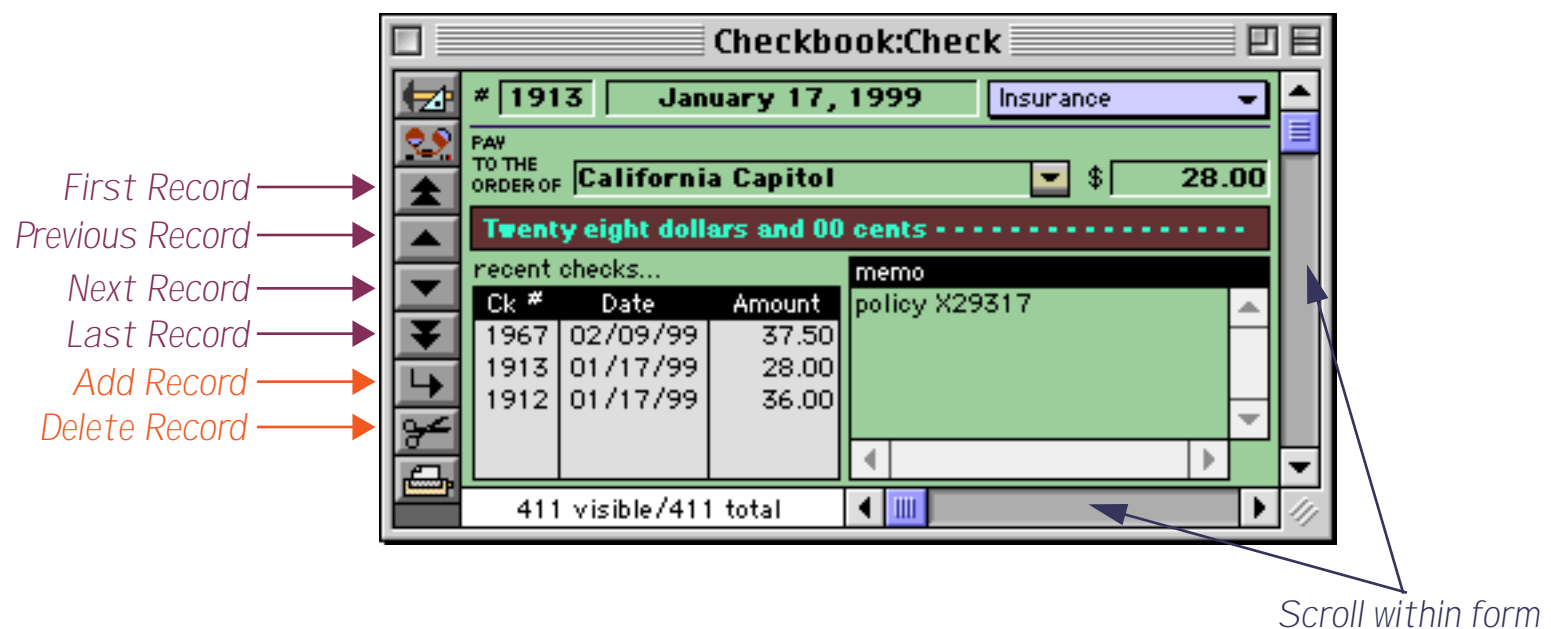 Checkbook:Check
# 1913 January 17, 1999 Insurance
PAY
TO THE
ORDER OF California Capitol $ 28.00
Twenty eight dollars and 00 cents - - - - - - - - - - - - - - - - -
recent checks...
Ck # Date Amount
1967 02/09/99 37.50
1913 01/17/99 28.00
1912 01/17/99 36.00
memo
policy X29317
411 visible/411 total
First Record
Previous Record
Next Record
Last Record
Add Record
Delete Record
Scroll within form